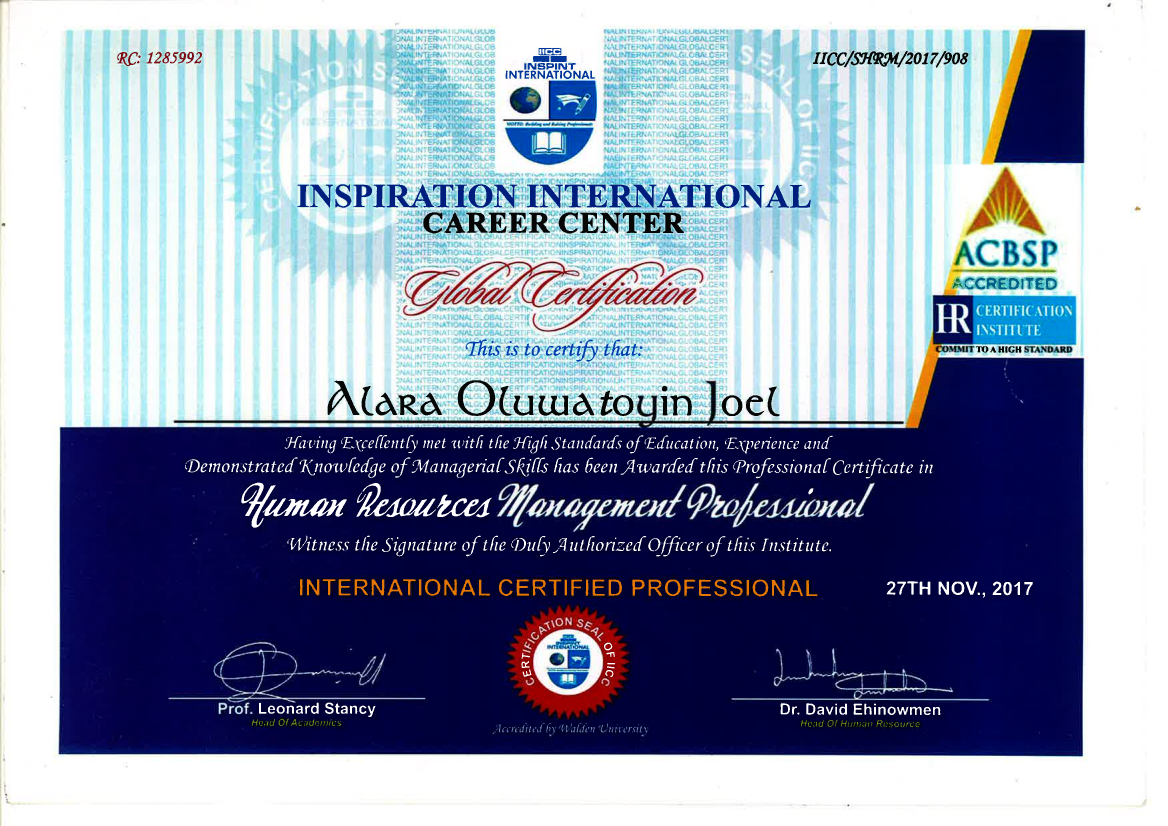 RC: 1285992
IICC/SHRM/2017/908
IICC
INSPINT
INTERNATIONAL
MOTTO: Building and Raising Professionals
INSPIRATION INTERNATIONAL
CAREER CENTER
Global Certification
This is to certify that:
ACBSP
ACCREDITED
HR CERTIFICATION
INSTITUTE
COMMIT TO A HIGH STANDARD
Alara Oluwatoyin Joel
Having Excellently met with the High Standards of Education, Experience and
Demonstrated Knowledge of Managerial Skills has been Awarded this Professional Certificate in
Human Resources Management Professional
Witness the Signature of the Duly Authorized Officer of this Institute.
INTERNATIONAL CERTIFIED PROFESSIONAL
27TH NOV., 2017
CERTIFICATION SEAL OF IICC
Prof. Leonard Stancy
Head Of Academics
Dr. David Ehinowmen
Head Of Human Resource
Accredited by Walden University